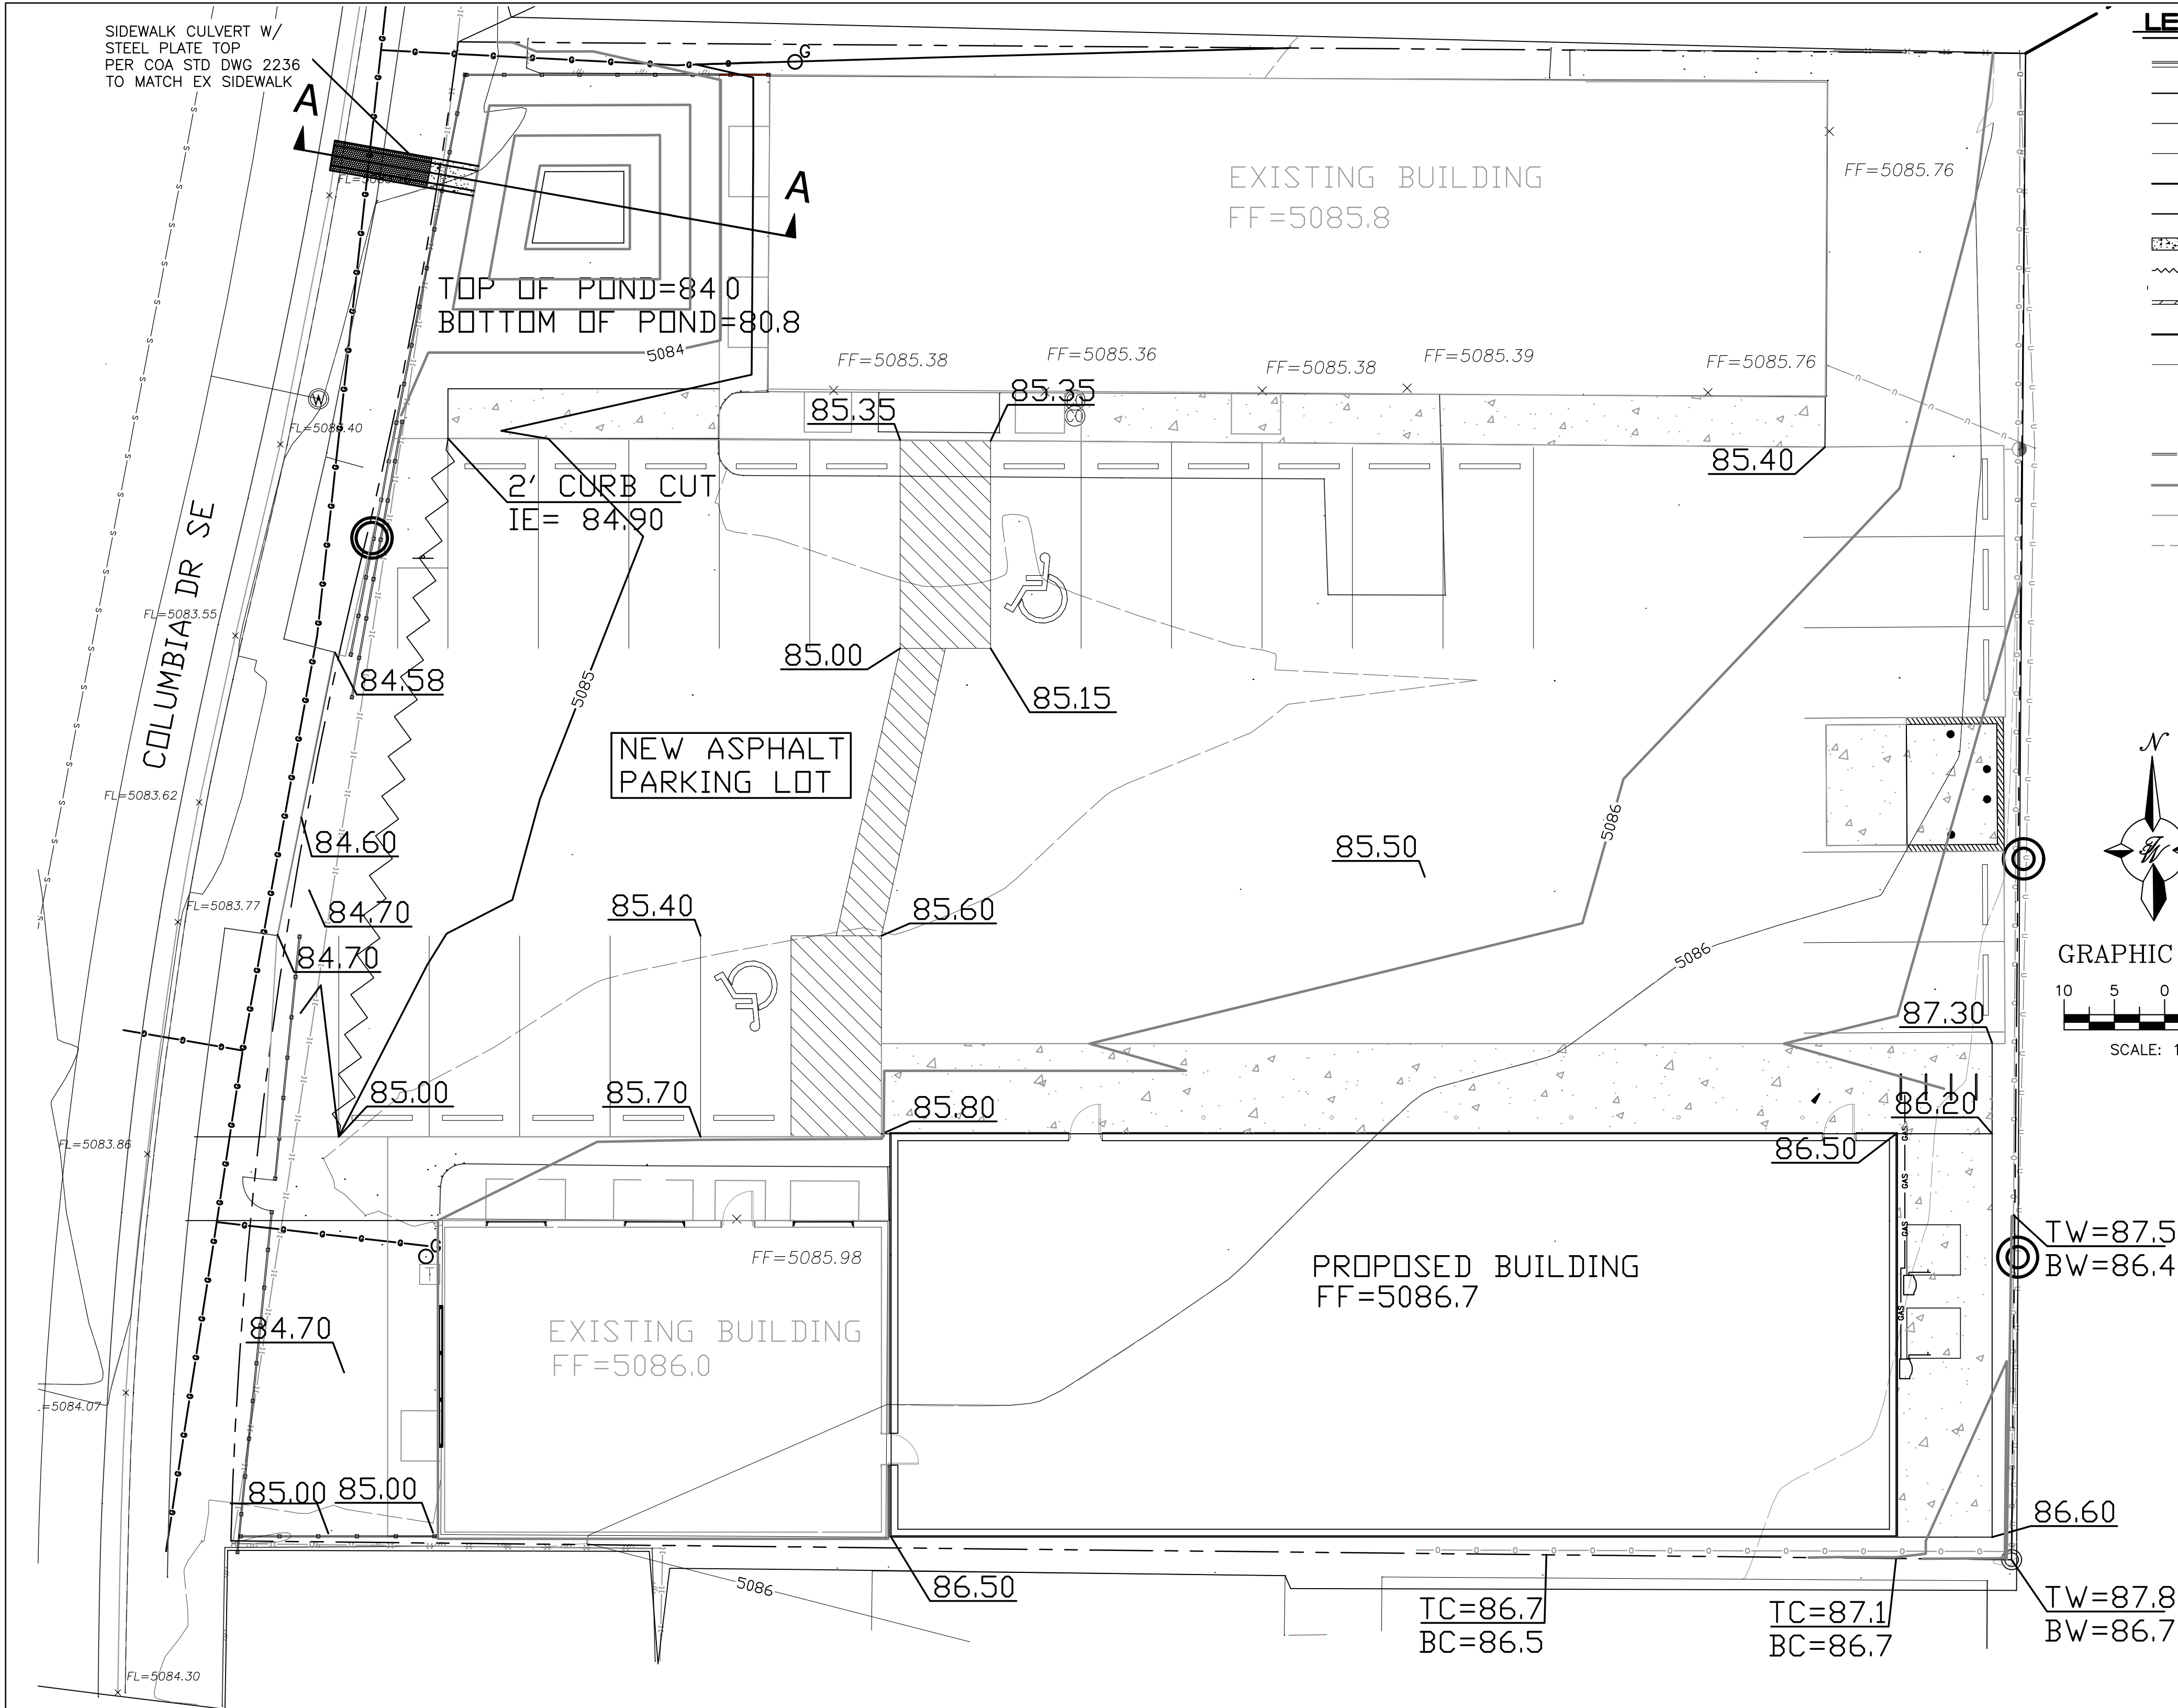 SIDEWALK CULVERT W/
STEEL PLATE TOP
PER COA STD DWG 2236
TO MATCH EX SIDEWALK
A
A
G
LE
EXISTING BUILDING
FF=5085.8
FF=5085.76
TOP OF POND=84.0
BOTTOM OF POND=80.8
5084
FF=5085.38
FF=5085.36
FF=5085.38
FF=5085.39
FF=5085.76
85.35
85.35
85.40
W
2' CURB CUT
IE= 84.90
COLUMBIA DR SE
FL=5083.55
84.58
85.00
85.15
5085
NEW ASPHALT
PARKING LOT
FL=5083.62
84.60
85.50
5086
N
84.70
FL=5083.77
85.40
85.60
84.70
5086
GRAPHIC
10 5 0
SCALE: 1
87.30
85.00
85.70
85.80
86.20
FL=5083.86
86.50
GAS
GAS
GAS
GAS
G
T
FF=5085.98
PROPOSED BUILDING
FF=5086.7
TW=87.5
BW=86.4
84.70
EXISTING BUILDING
FF=5086.0
=5084.07
85.00
85.00
86.60
5086
86.50
TC=86.7
BC=86.5
TC=87.1
BC=86.7
TW=87.8
BW=86.7
FL=5084.30